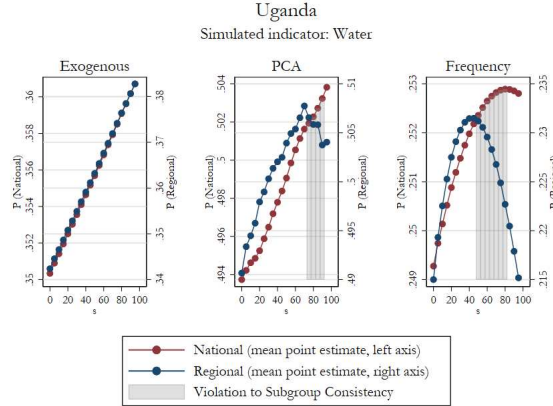 Uganda
Simulated indicator: Water
Exogenous
P (National)
.36
.358
.356
.354
.352
.35
.38
.37
.36
.35
.34
P (Regional)
0 20 40 60 80 100
s
PCA
P (National)
.504
.502
.5
.498
.496
.494
.51
.505
.5
.495
.49
P (Regional)
0 20 40 60 80 100
s
Frequency
P (National)
.253
.252
.251
.25
.249
.235
.23
.225
.22
.215
P (Regional)
0 20 40 60 80 100
s
National (mean point estimate, left axis)
Regional (mean point estimate, right axis)
Violation to Subgroup Consistency